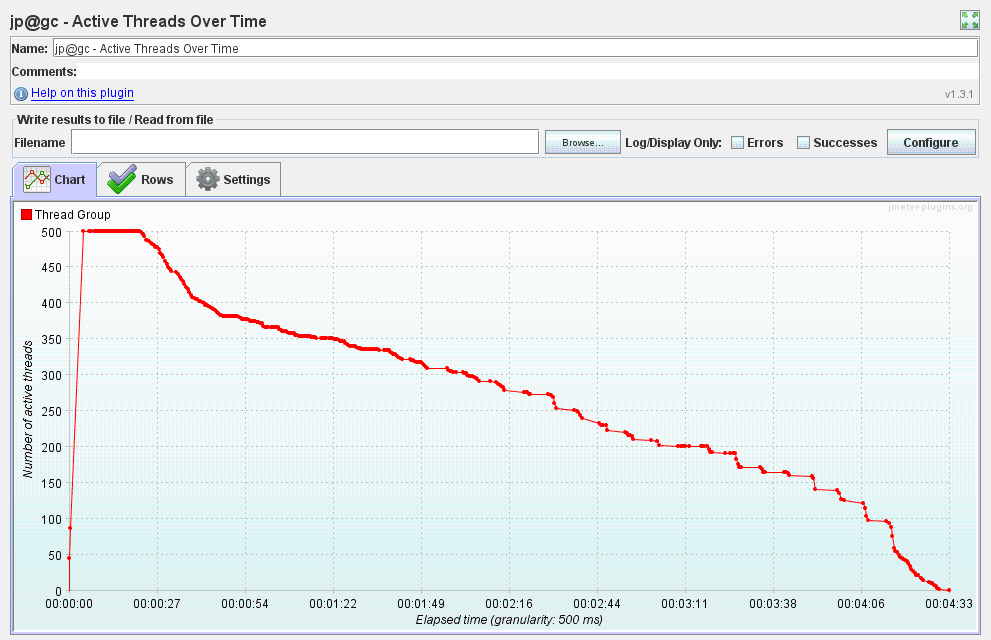 jp@gc - Active Threads Over Time
Name: jp@gc - Active Threads Over Time
Comments:
Help on this plugin
v1.3.1
Write results to file / Read from file
Filename Browse... Log/Display Only: Errors Successes Configure
Chart Rows Settings
jmeter-plugins.org
Thread Group
500
450
400
350
300
250
200
150
100
50
0
Number of active threads
00:00:00 00:00:27 00:00:54 00:01:22 00:01:49 00:02:16 00:02:44 00:03:11 00:03:38 00:04:06 00:04:33
Elapsed time (granularity: 500 ms)